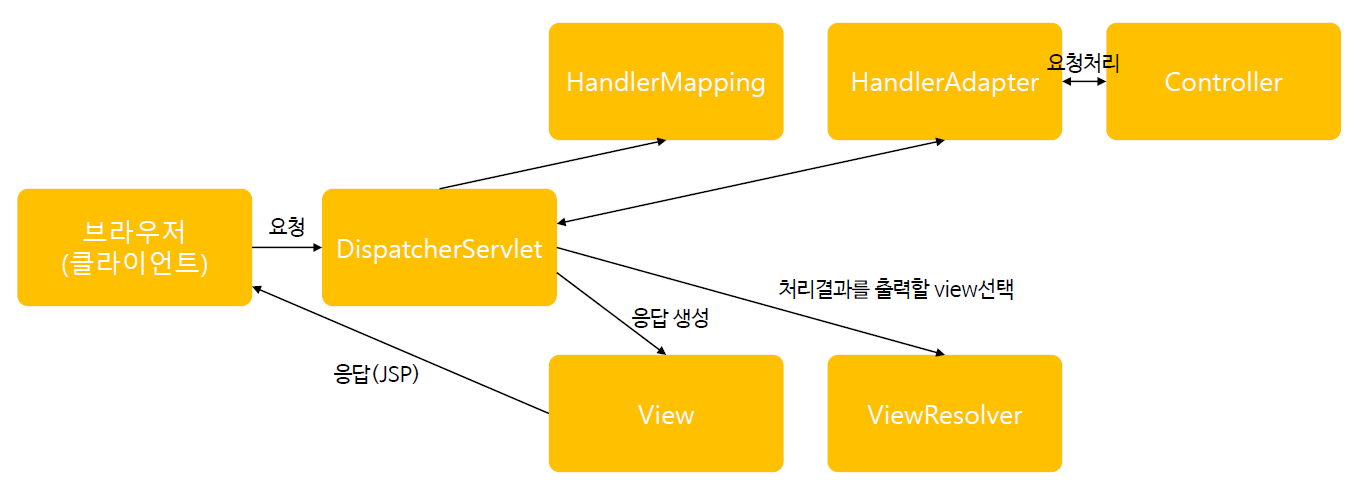 HandlerMapping
HandlerAdapter
요청처리
Controller
브라우저
(클라이언트)
요청
DispatcherServlet
처리결과를 출력할 view선택
응답 생성
응답(JSP)
View
ViewResolver